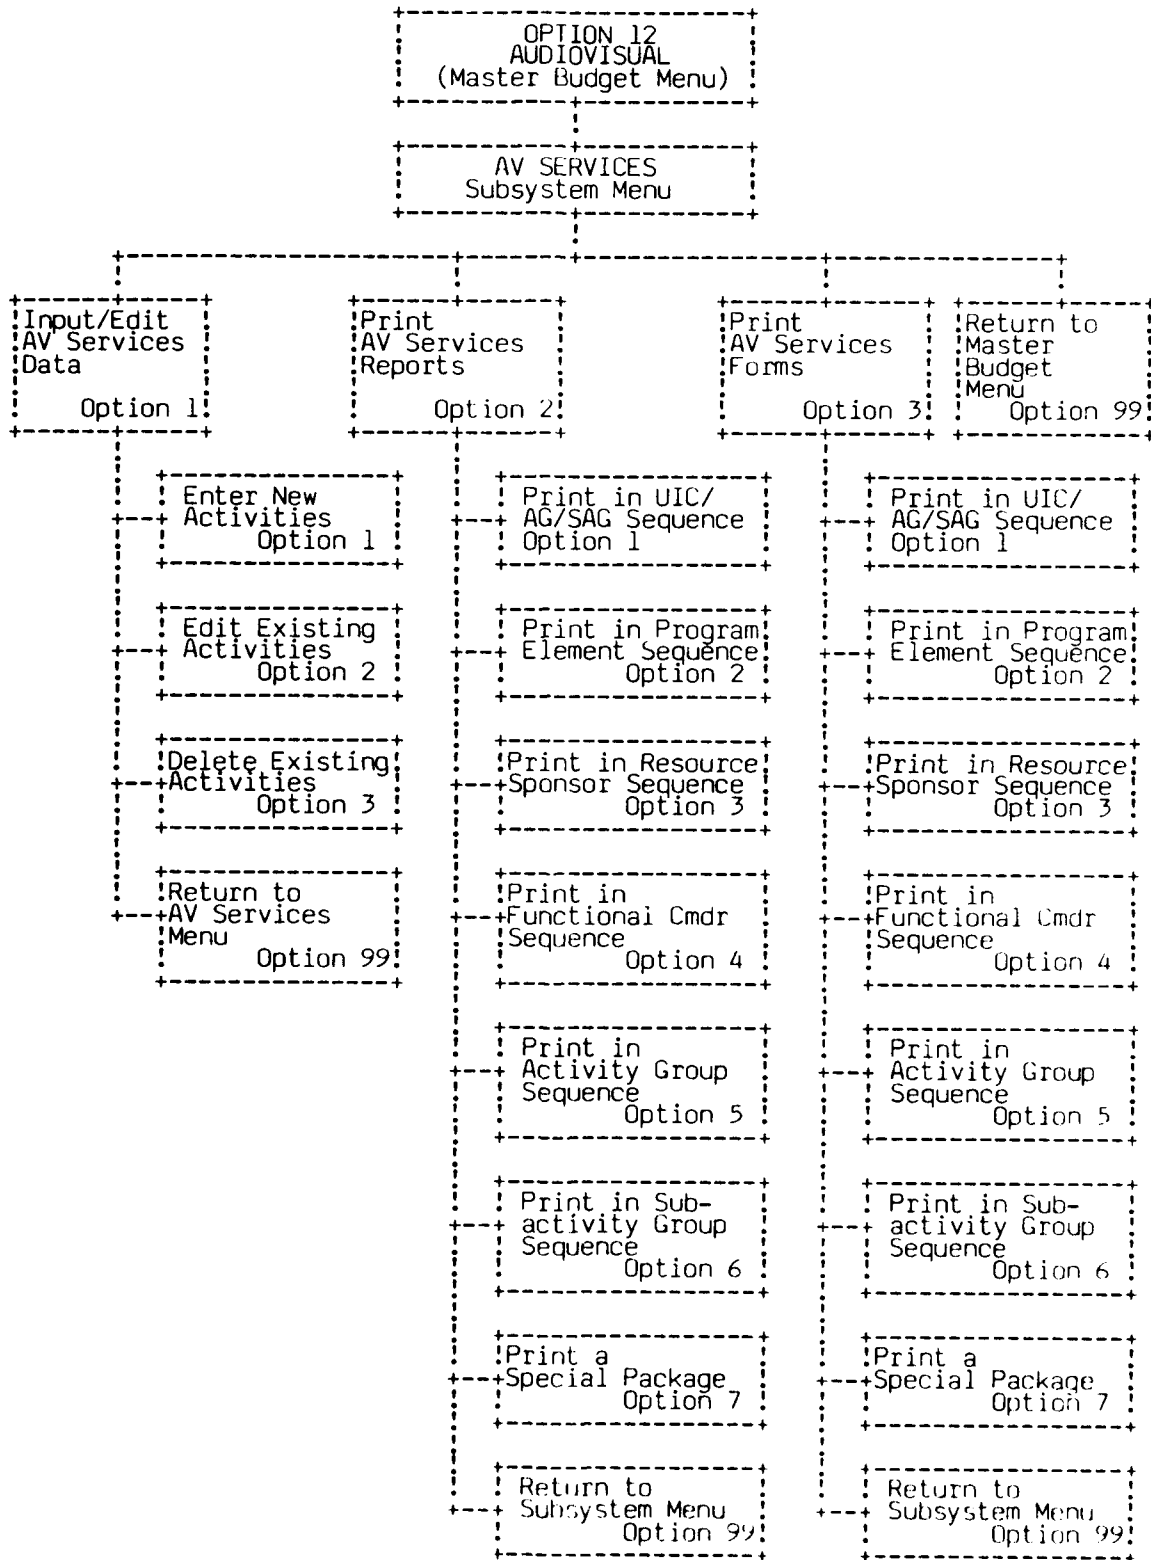 OPTION 12
AUDIOVISUAL
(Master Budget Menu)
AV SERVICES
Subsystem Menu
Input/Edit
AV Services
Data
Option 1
Print
AV Services
Reports
Option 2
Print
AV Services
Forms
Option 3
Return to
Master
Budget
Menu
Option 99
Enter New
Activities
Option 1
Edit Existing
Activities
Option 2
Delete Existing
Activities
Option 3
Return to
AV Services
Menu
Option 99
Print in UIC/
AG/SAG Sequence
Option 1
Print in Program
Element Sequence
Option 2
Print in Resource
Sponsor Sequence
Option 3
Print in
Functional Cmdr
Sequence
Option 4
Print in
Activity Group
Sequence
Option 5
Print in Sub-
activity Group
Sequence
Option 6
Print a
Special Package
Option 7
Return to
Subsystem Menu
Option 99
Print in UIC/
AG/SAG Sequence
Option 1
Print in Program
Element Sequence
Option 2
Print in Resource
Sponsor Sequence
Option 3
Print in
Functional Cmdr
Sequence
Option 4
Print in
Activity Group
Sequence
Option 5
Print in Sub-
activity Group
Sequence
Option 6
Print a
Special Package
Option 7
Return to
Subsystem Menu
Option 99